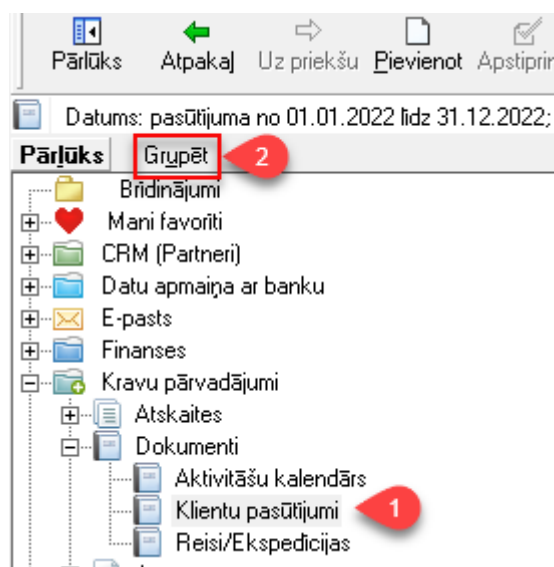 Pārlūks Atpakaļ Uz priekšu Pievienot Apstiprin
Datums: pasūtījuma no 01.01.2022 līdz 31.12.2022;
Pārlūks Grupēt 2
Brīdinājumi
Mani favorīti
CRM (Partneri)
Datu apmaiņa ar banku
E-pasts
Finanses
Kravu pārvadājumi
Atskaites
Dokumenti
Aktivitāšu kalendārs
Klientu pasūtījumi 1
Reisi/Ekspedīcijas